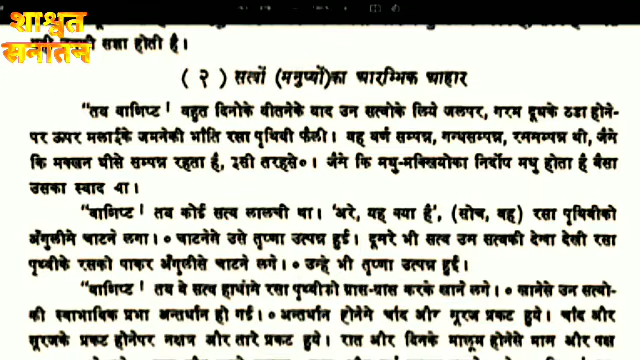 शाश्वत
सनातन
सज्ञा होती है।
( २ ) सत्वों (मनुष्यों)का आरम्भिक आहार
"तब वाशिष्ट ! बहुत दिनोके बीतनेके बाद उन सत्वोके लिये जलपर, गरम दूधके ठडा होने-
पर ऊपर मलाईके जमनेकी भाँति रसा पृथिवी फैली। वह वर्ण सम्पन्न, गन्धसम्पन्न, रससम्पन्न थी, जैसे
कि मक्खन घीसे सम्पन्न रहता है, इसी तरहसे०। जैसे कि मधु-मक्खियोका निर्दोष मधु होता है वैसा
उसका स्वाद था।
"वाशिष्ट ! तब कोई सत्व लालची था। 'अरे, यह क्या है', (सोच, वह) रसा पृथिवीको
अँगुलीसे चाटने लगा।० चाटनेसे उसे तृष्णा उत्पन्न हुई। दूसरे भी सत्व उस सत्वकी देखा देखी रसा
पृथ्वीके रसको पाकर अँगुलीसे चाटने लगे।० उन्हे भी तृष्णा उत्पन्न हुई।
"वाशिष्ट ! तब वे सत्व हाथोंसे रसा पृथिवीको ग्रास-ग्रास करके खाने लगे।० खानेसे उन सत्वो-
की स्वाभाविक प्रभा अन्तर्धान हो गई।० अन्तर्धान होनेसे चाँद और सूरज प्रकट हुये। चाँद और
सूरजके प्रकट होनेपर नक्षत्र और तारे प्रकट हुये। रात और दिनके मालूम होनेसे मास और पक्ष